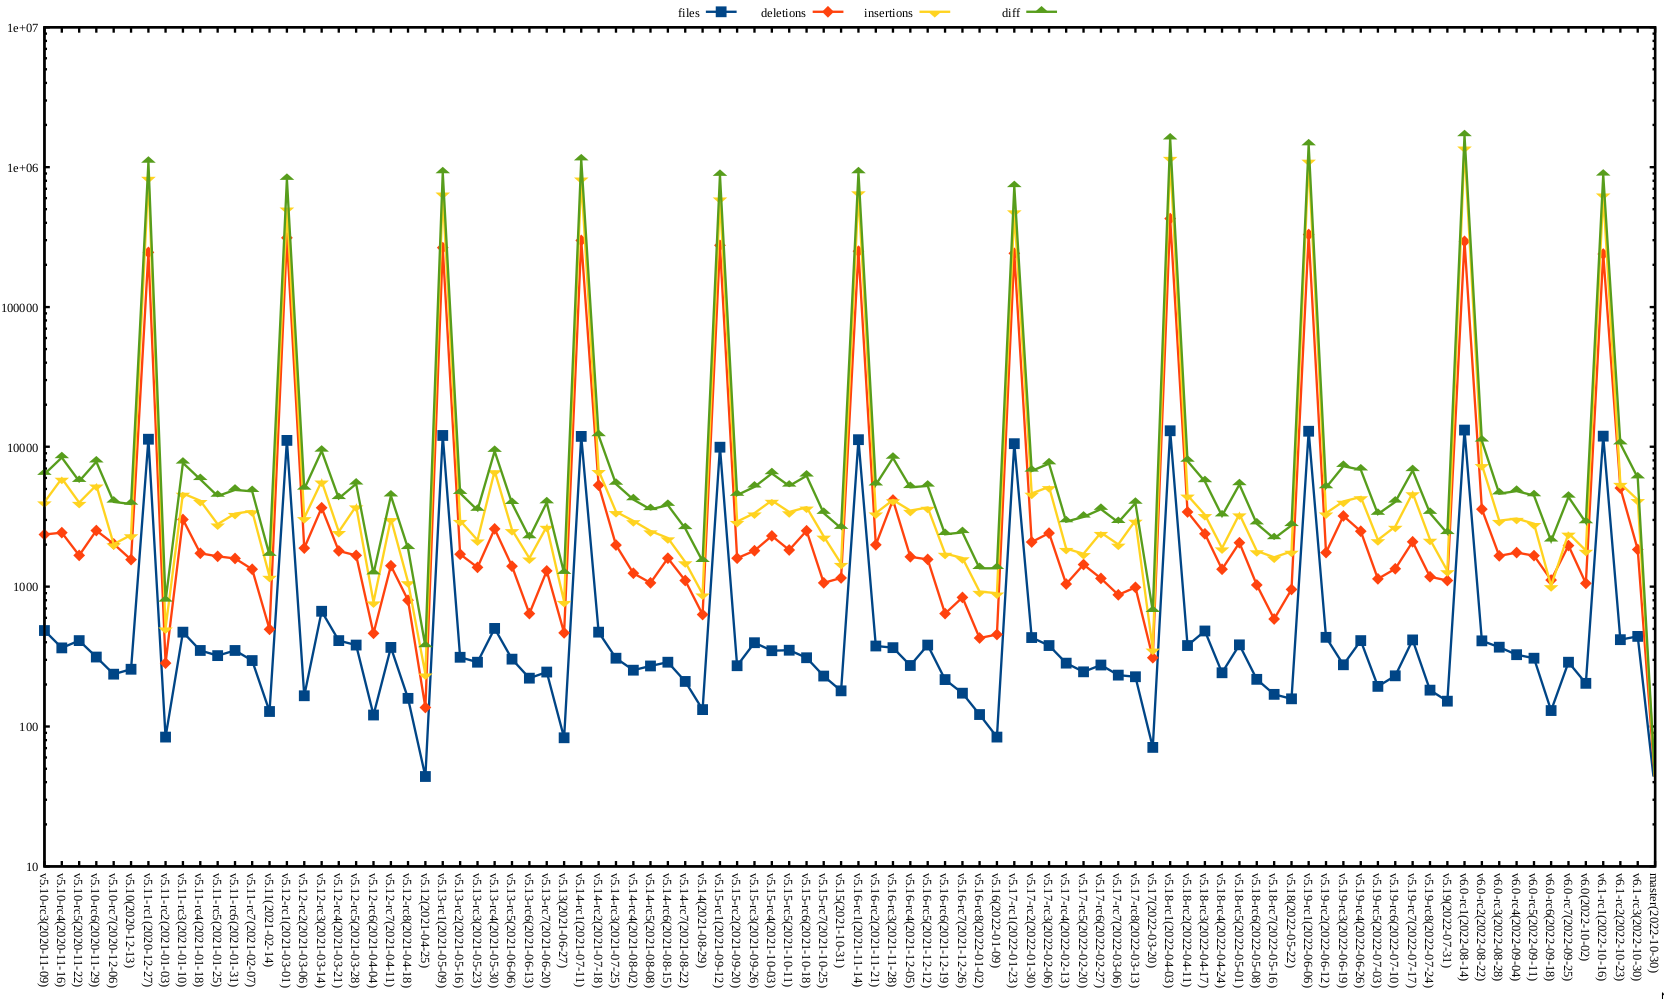 files deletions insertions diff
1e+07
1e+06
100000
10000
1000
100
10
v5.10-rc3(2020-11-09)
v5.10-rc4(2020-11-16)
v5.10-rc5(2020-11-22)
v5.10-rc6(2020-11-29)
v5.10-rc7(2020-12-06)
v5.10(2020-12-13)
v5.11-rc1(2020-12-27)
v5.11-rc2(2021-01-03)
v5.11-rc3(2021-01-10)
v5.11-rc4(2021-01-18)
v5.11-rc5(2021-01-25)
v5.11-rc6(2021-01-31)
v5.11-rc7(2021-02-07)
v5.11(2021-02-14)
v5.12-rc1(2021-03-01)
v5.12-rc2(2021-03-06)
v5.12-rc3(2021-03-14)
v5.12-rc4(2021-03-21)
v5.12-rc5(2021-03-28)
v5.12-rc6(2021-04-04)
v5.12-rc7(2021-04-11)
v5.12-rc8(2021-04-18)
v5.12(2021-04-25)
v5.13-rc1(2021-05-09)
v5.13-rc2(2021-05-16)
v5.13-rc3(2021-05-23)
v5.13-rc4(2021-05-30)
v5.13-rc5(2021-06-06)
v5.13-rc6(2021-06-13)
v5.13-rc7(2021-06-20)
v5.13(2021-06-27)
v5.14-rc1(2021-07-11)
v5.14-rc2(2021-07-18)
v5.14-rc3(2021-07-25)
v5.14-rc4(2021-08-02)
v5.14-rc5(2021-08-08)
v5.14-rc6(2021-08-15)
v5.14-rc7(2021-08-22)
v5.14(2021-08-29)
v5.15-rc1(2021-09-12)
v5.15-rc2(2021-09-20)
v5.15-rc3(2021-09-26)
v5.15-rc4(2021-10-03)
v5.15-rc5(2021-10-11)
v5.15-rc6(2021-10-18)
v5.15-rc7(2021-10-25)
v5.15(2021-10-31)
v5.16-rc1(2021-11-14)
v5.16-rc2(2021-11-21)
v5.16-rc3(2021-11-28)
v5.16-rc4(2021-12-05)
v5.16-rc5(2021-12-12)
v5.16-rc6(2021-12-19)
v5.16-rc7(2021-12-26)
v5.16-rc8(2022-01-02)
v5.16(2022-01-09)
v5.17-rc1(2022-01-23)
v5.17-rc2(2022-01-30)
v5.17-rc3(2022-02-06)
v5.17-rc4(2022-02-13)
v5.17-rc5(2022-02-20)
v5.17-rc6(2022-02-27)
v5.17-rc7(2022-03-06)
v5.17-rc8(2022-03-13)
v5.17(2022-03-20)
v5.18-rc1(2022-04-03)
v5.18-rc2(2022-04-11)
v5.18-rc3(2022-04-17)
v5.18-rc4(2022-04-24)
v5.18-rc5(2022-05-01)
v5.18-rc6(2022-05-08)
v5.18-rc7(2022-05-16)
v5.18(2022-05-22)
v5.19-rc1(2022-06-06)
v5.19-rc2(2022-06-12)
v5.19-rc3(2022-06-19)
v5.19-rc4(2022-06-26)
v5.19-rc5(2022-07-03)
v5.19-rc6(2022-07-10)
v5.19-rc7(2022-07-17)
v5.19-rc8(2022-07-24)
v5.19(2022-07-31)
v6.0-rc1(2022-08-14)
v6.0-rc2(2022-08-22)
v6.0-rc3(2022-08-28)
v6.0-rc4(2022-09-04)
v6.0-rc5(2022-09-11)
v6.0-rc6(2022-09-18)
v6.0-rc7(2022-09-25)
v6.0(2022-10-02)
v6.1-rc1(2022-10-16)
v6.1-rc2(2022-10-23)
v6.1-rc3(2022-10-30)
master(2022-10-30)